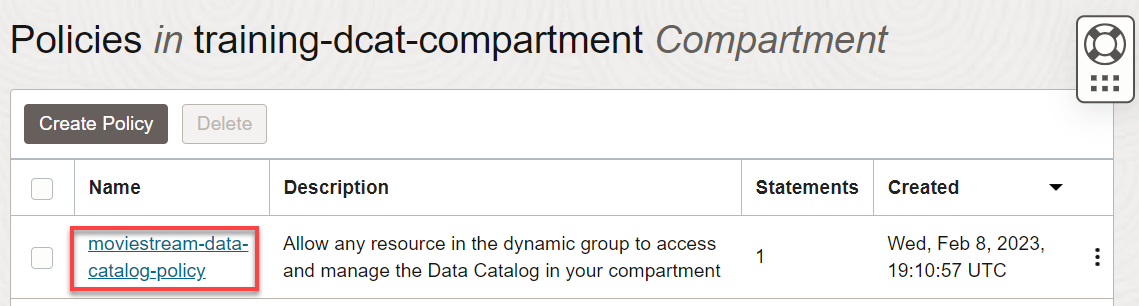 Policies in training-dcat-compartment Compartment
Create Policy Delete
Name Description Statements Created
moviestream-data-
catalog-policy
Allow any resource in the dynamic group to access
and manage the Data Catalog in your compartment
1
Wed, Feb 8, 2023,
19:10:57 UTC